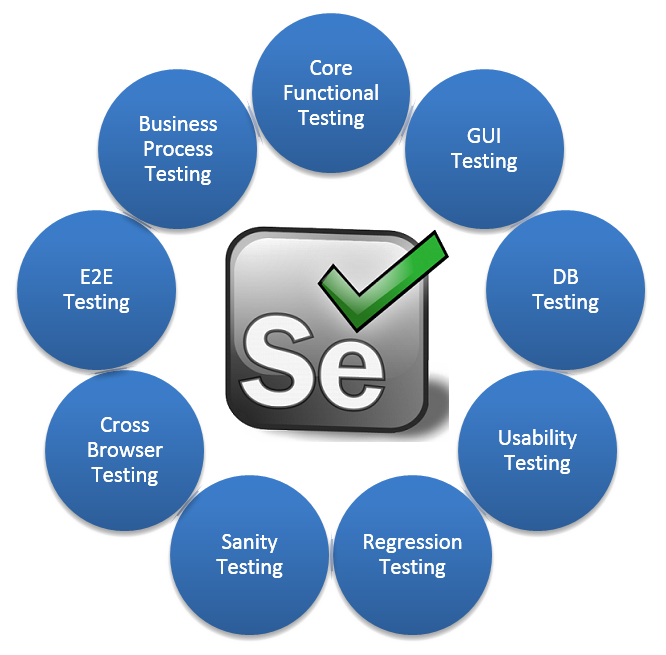 Core
Functional
Testing
GUI
Testing
DB
Testing
Usability
Testing
Regression
Testing
Sanity
Testing
Cross
Browser
Testing
E2E
Testing
Business
Process
Testing
Se